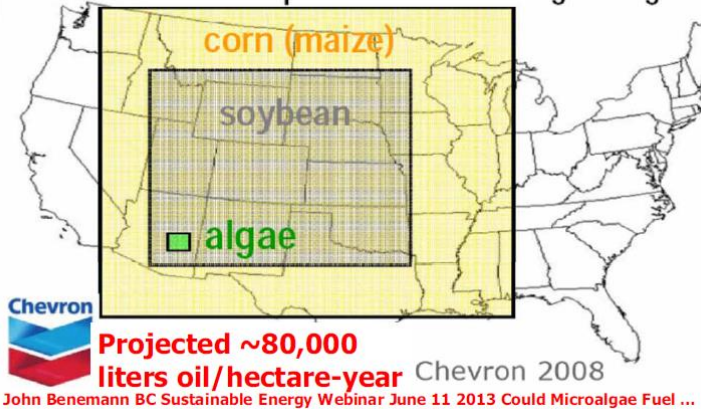 corn (maize)
soybean
algae
Chevron
Projected ~80,000
liters oil/hectare-year
Chevron 2008
John Benemann BC Sustainable Energy Webinar June 11 2013 Could Microalgae Fuel ...